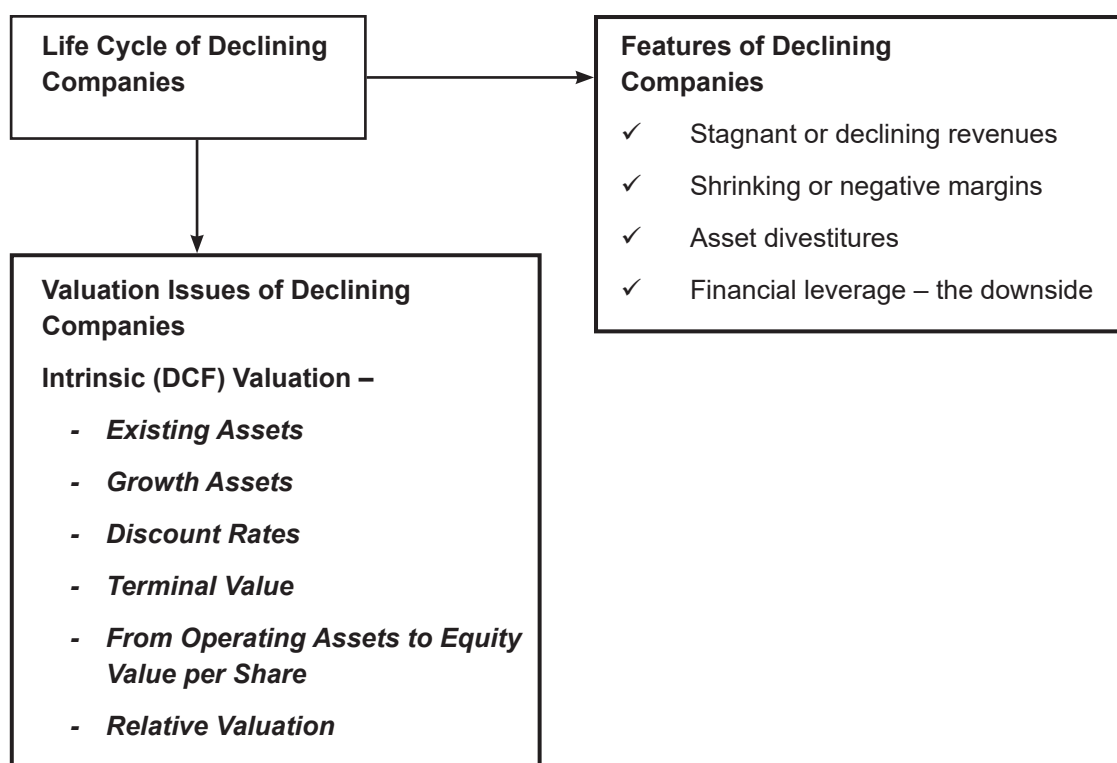 Life Cycle of Declining
Companies
Features of Declining
Companies
✓ Stagnant or declining revenues
✓ Shrinking or negative margins
✓ Asset divestitures
✓ Financial leverage – the downside
Valuation Issues of Declining
Companies
Intrinsic (DCF) Valuation –
- Existing Assets
- Growth Assets
- Discount Rates
- Terminal Value
- From Operating Assets to Equity
Value per Share
- Relative Valuation